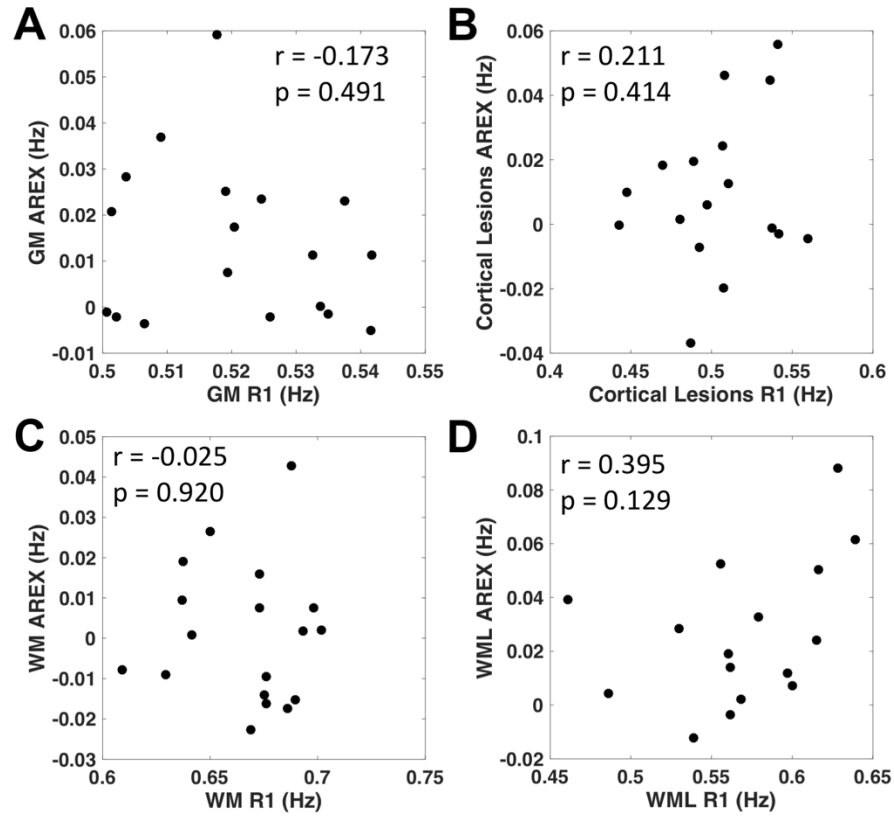 A
r = -0.173
p = 0.491
0.06
0.05
0.04
0.03
0.02
0.01
0
-0.01
GM AREX (Hz)
0.5 0.51 0.52 0.53 0.54 0.55
GM R1 (Hz)
B
r = 0.211
p = 0.414
0.06
0.04
0.02
0
-0.02
-0.04
Cortical Lesions AREX (Hz)
0.4 0.45 0.5 0.55 0.6
Cortical Lesions R1 (Hz)
C
r = -0.025
p = 0.920
0.05
0.04
0.03
0.02
0.01
0
-0.01
-0.02
-0.03
WM AREX (Hz)
0.6 0.65 0.7 0.75
WM R1 (Hz)
D
r = 0.395
p = 0.129
0.1
0.08
0.06
0.04
0.02
0
-0.02
WML AREX (Hz)
0.45 0.5 0.55 0.6 0.65
WML R1 (Hz)